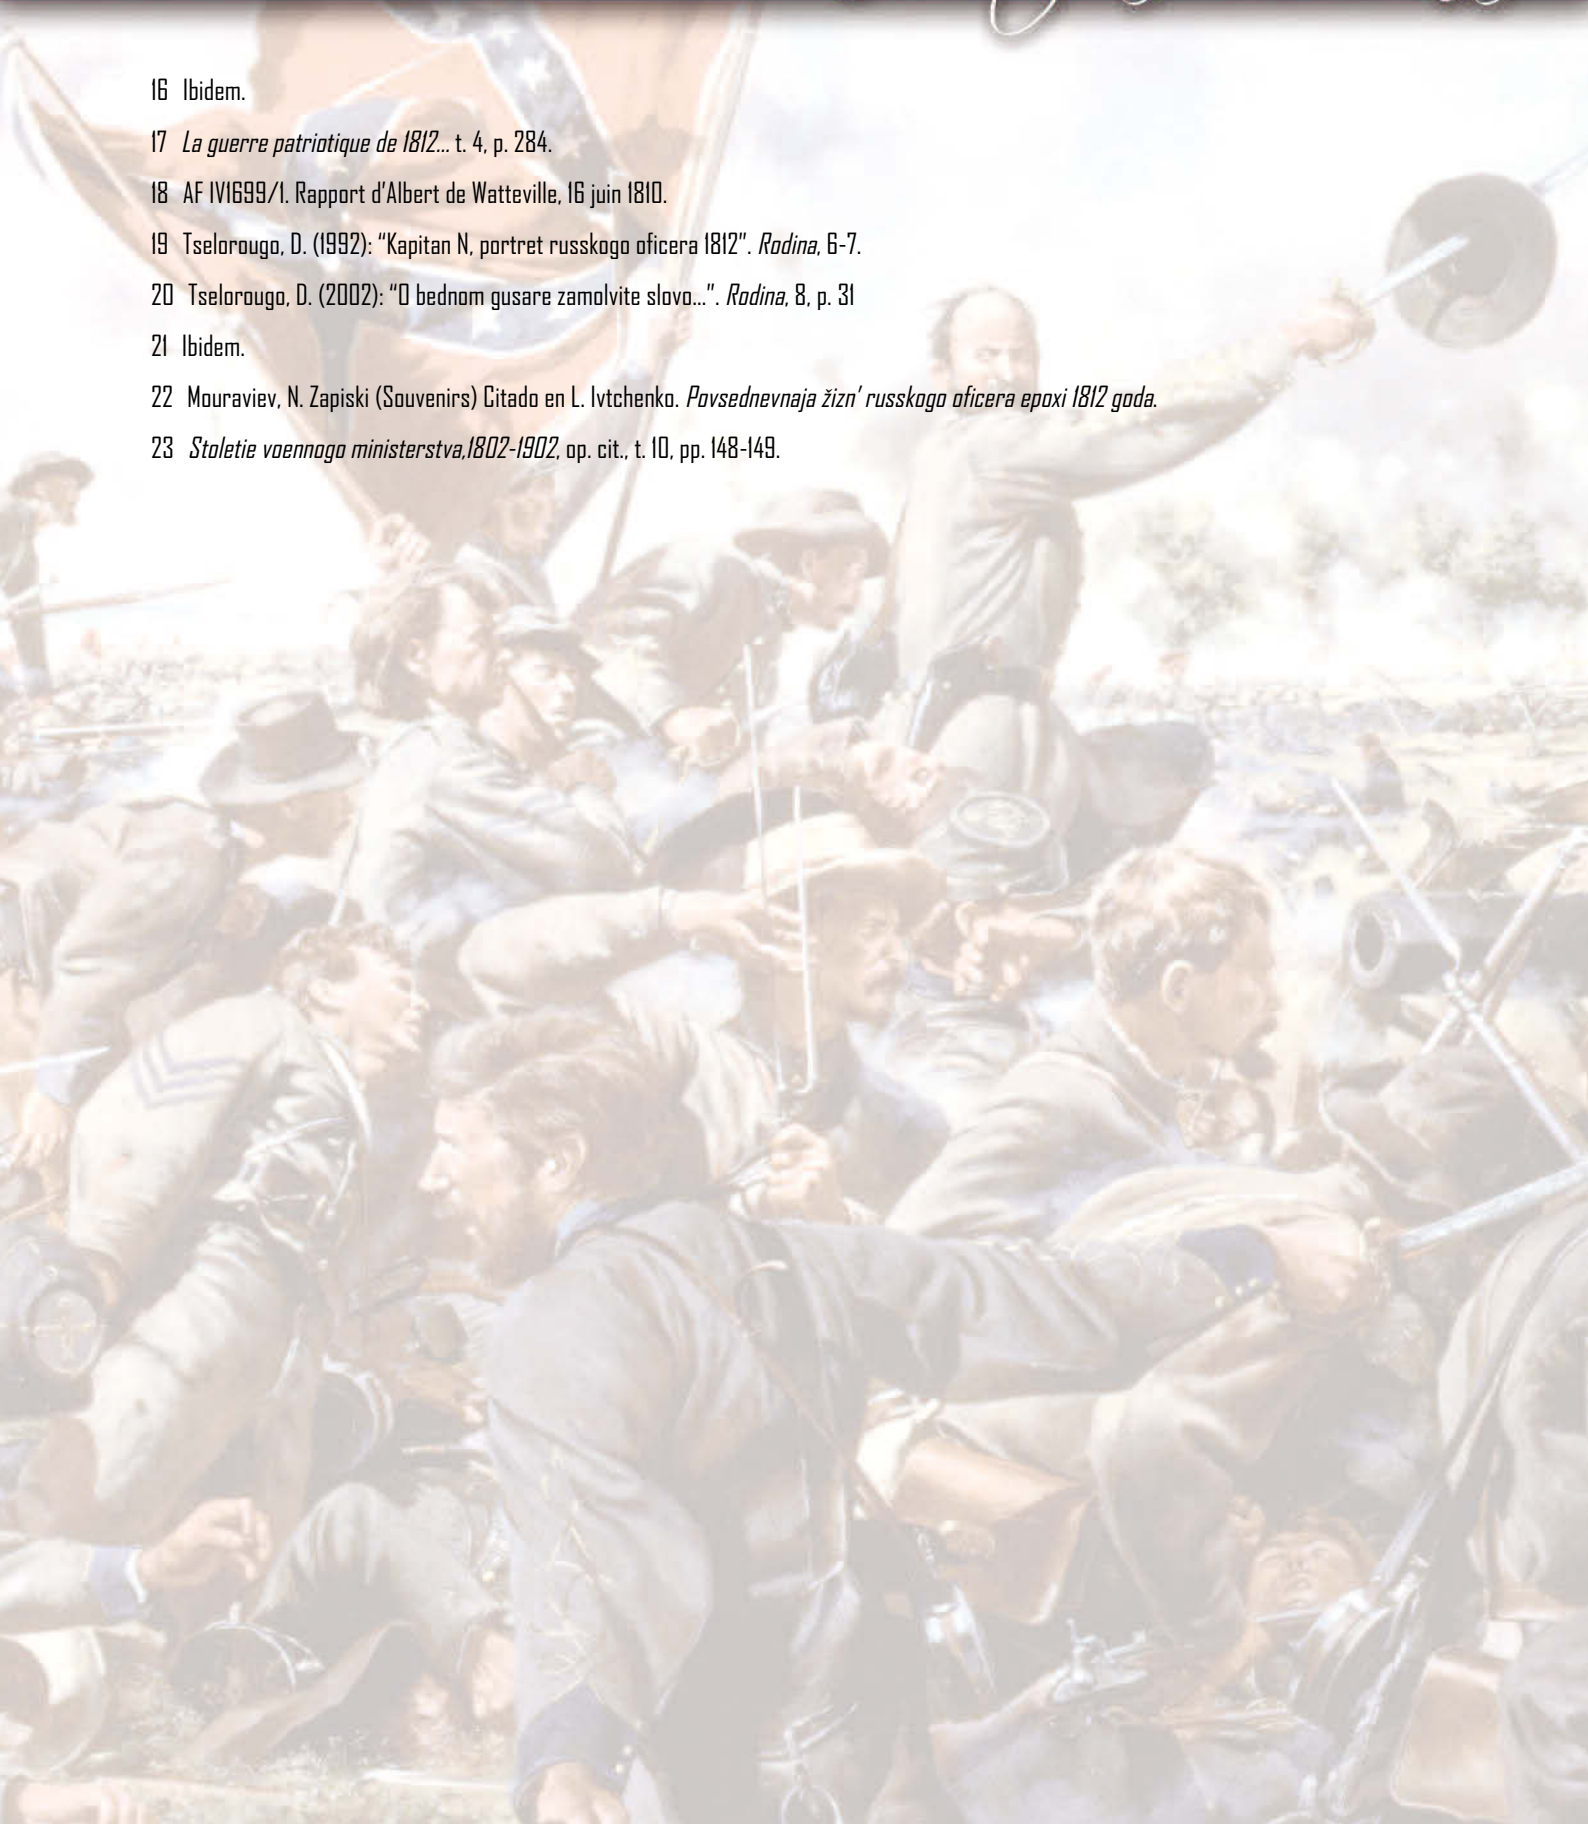 16 Ibidem.
17 La guerre patriotique de 1812... t. 4, p. 284.
18 AF IV1699/1. Rapport d'Albert de Watteville, 16 juin 1810.
19 Tselorougo, D. (1992): “Kapitan N, portret russkogo oficera 1812”. Rodina, 6-7.
20 Tselorougo, D. (2002): “O bednom gusare zamolvite slovo...”. Rodina, 8, p. 31
21 Ibidem.
22 Mouraviev, N. Zapiski (Souvenirs) Citado en L. Ivtchenko. Povsednevnaja žizn’ russkogo oficera epoxi 1812 goda.
23 Stoletie voennogo ministerstva,1802-1902, op. cit., t. 10, pp. 148-149.